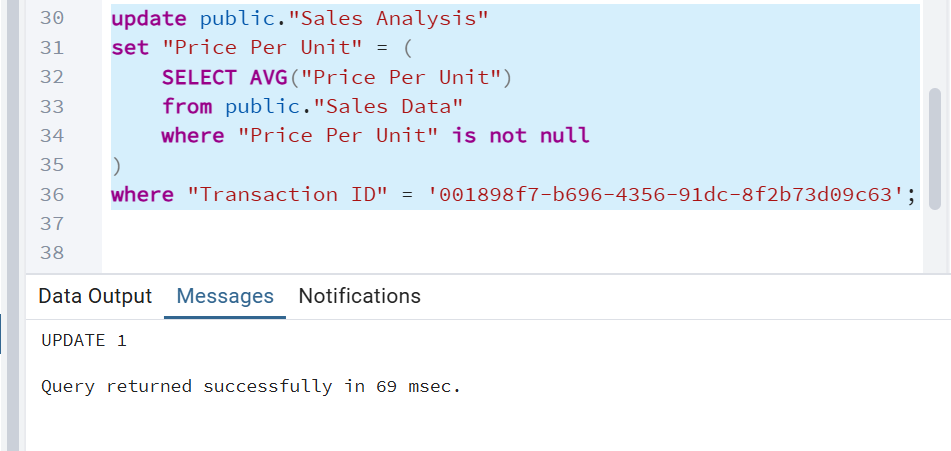 30 update public."Sales Analysis"
31 set "Price Per Unit" = (
32     SELECT AVG("Price Per Unit")
33     from public."Sales Data"
34     where "Price Per Unit" is not null
35 )
36 where "Transaction ID" = '001898f7-b696-4356-91dc-8f2b73d09c63';
37
38
Data Output Messages Notifications
UPDATE 1
Query returned successfully in 69 msec.